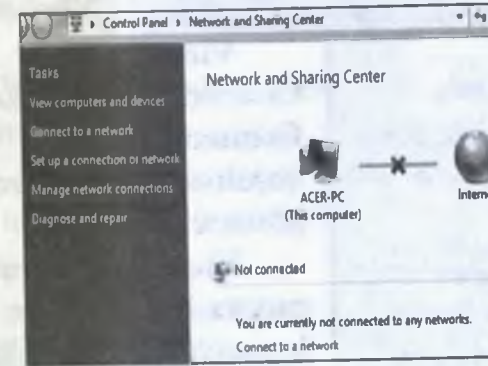 Control Panel Network and Sharing Center
Tasks
View computers and devices
Connect to a network
Set up a connection or network
Manage network connections
Diagnose and repair
Network and Sharing Center
ACER-PC
(This computer)
Intern
Not connected
You are currently not connected to any networks.
Connect to a network